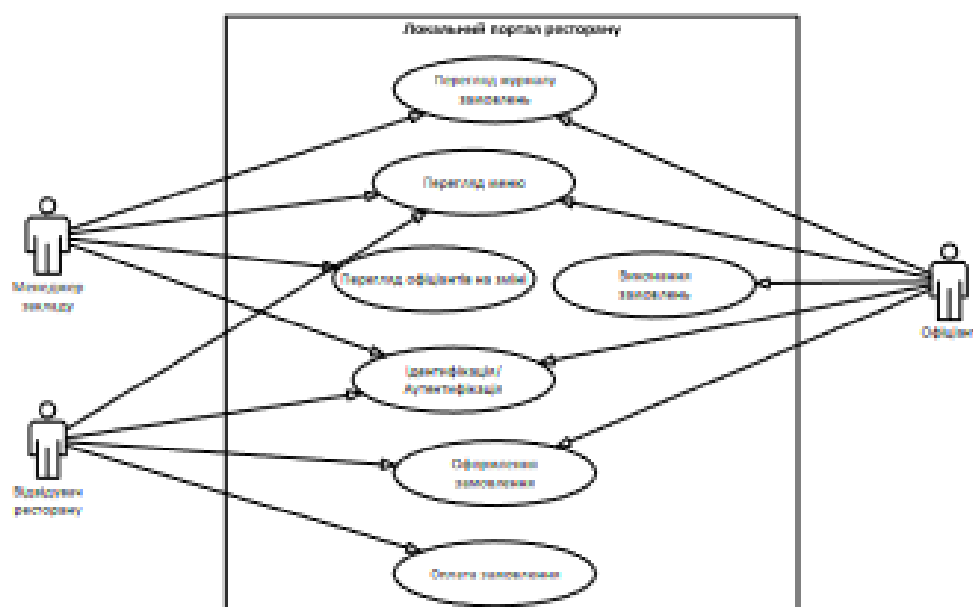 Локальний портал ресторану
Перегляд журналу
замовлень
Перегляд меню
Менеджер
закладу
Перегляд офіціантів на зміні
Виконання
замовлень
Офіціант
Ідентифікація/
Аутентифікація
Відвідувач
ресторану
Оформлення
замовлення
Оплата замовлення